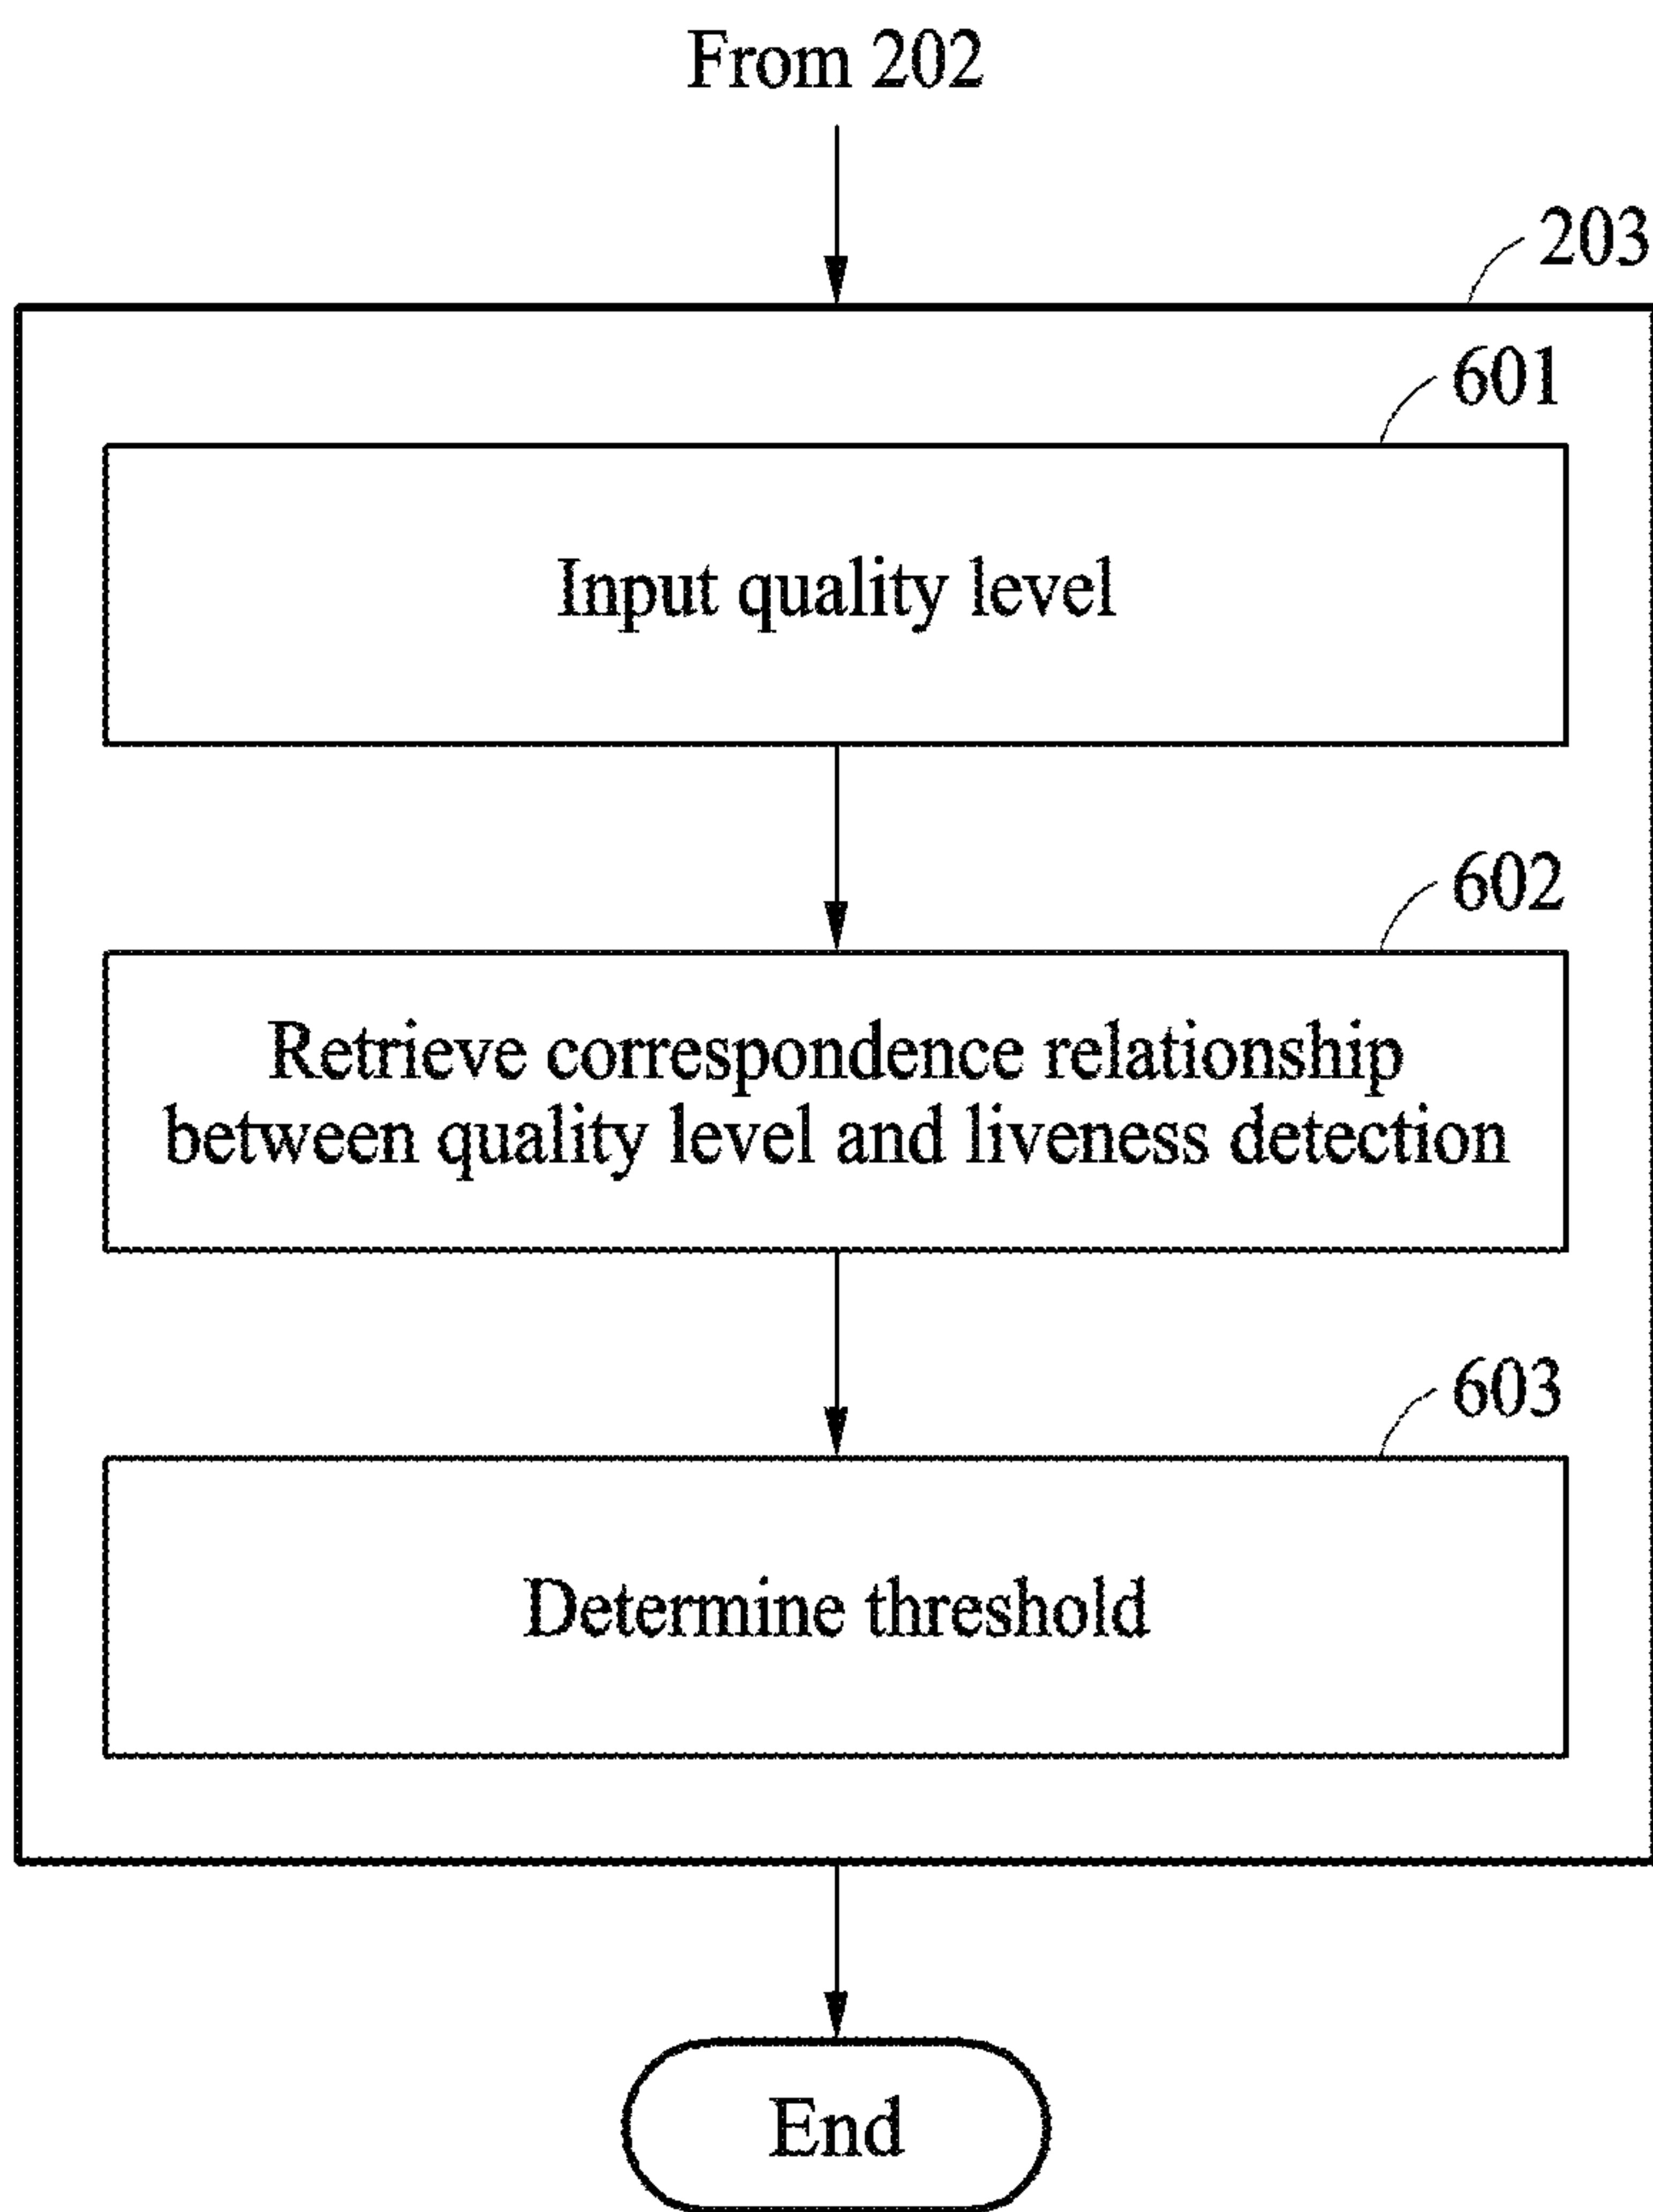 From 202
203
601
Input quality level
602
Retrieve correspondence relationship
between quality level and liveness detection
603
Determine threshold
End